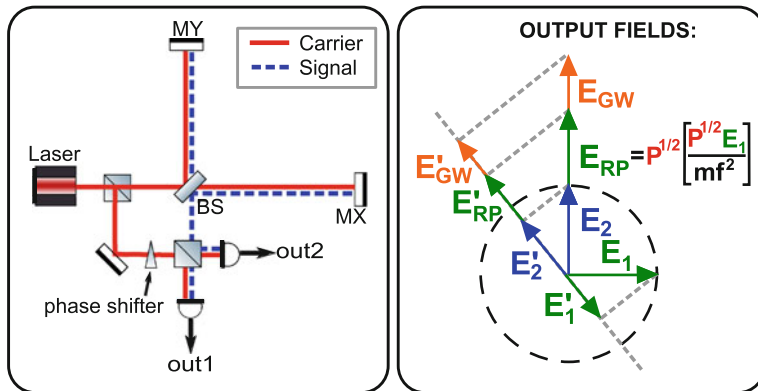 MY
Carrier
Signal
Laser
BS
MX
out2
phase shifter
out1
OUTPUT FIELDS:
E_GW
E'_GW
E_RP=P^1/2[P^1/2 E_1/mf^2]
E'_RP
E_2
E'_2
E_1
E'_1